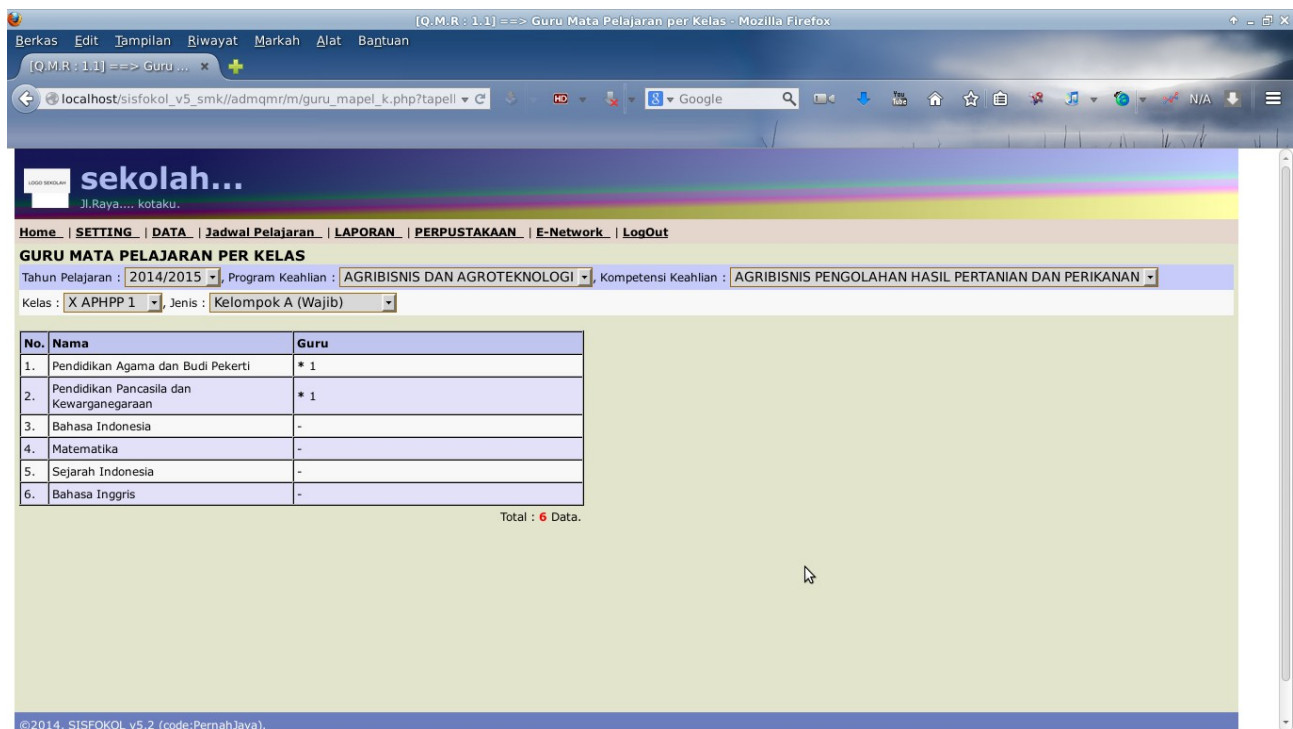 [Q.M.R : 1.1] ==> Guru Mata Pelajaran per Kelas - Mozilla Firefox
Berkas Edit Tampilan Riwayat Markah Alat Bantuan
[Q.M.R : 1.1] ==> Guru ...
localhost/sisfokol_v5_smk//admqmr/m/guru_mapel_k.php?tapell
HD
8 Google
You Tube
N/A
LOGO SEKOLAH
sekolah...
Jl.Raya.... kotaku.
Home | SETTING | DATA | Jadwal Pelajaran | LAPORAN | PERPUSTAKAAN | E-Network | LogOut
GURU MATA PELAJARAN PER KELAS
Tahun Pelajaran : 2014/2015 , Program Keahlian : AGRIBISNIS DAN AGROTEKNOLOGI , Kompetensi Keahlian : AGRIBISNIS PENGOLAHAN HASIL PERTANIAN DAN PERIKANAN
Kelas : X APHPP 1 , Jenis : Kelompok A (Wajib)
No. Nama Guru
1. Pendidikan Agama dan Budi Pekerti * 1
2. Pendidikan Pancasila dan
Kewarganegaraan * 1
3. Bahasa Indonesia -
4. Matematika -
5. Sejarah Indonesia -
6. Bahasa Inggris -
Total : 6 Data.
©2014. SISFOKOL v5.2 (code:PernahJaya).